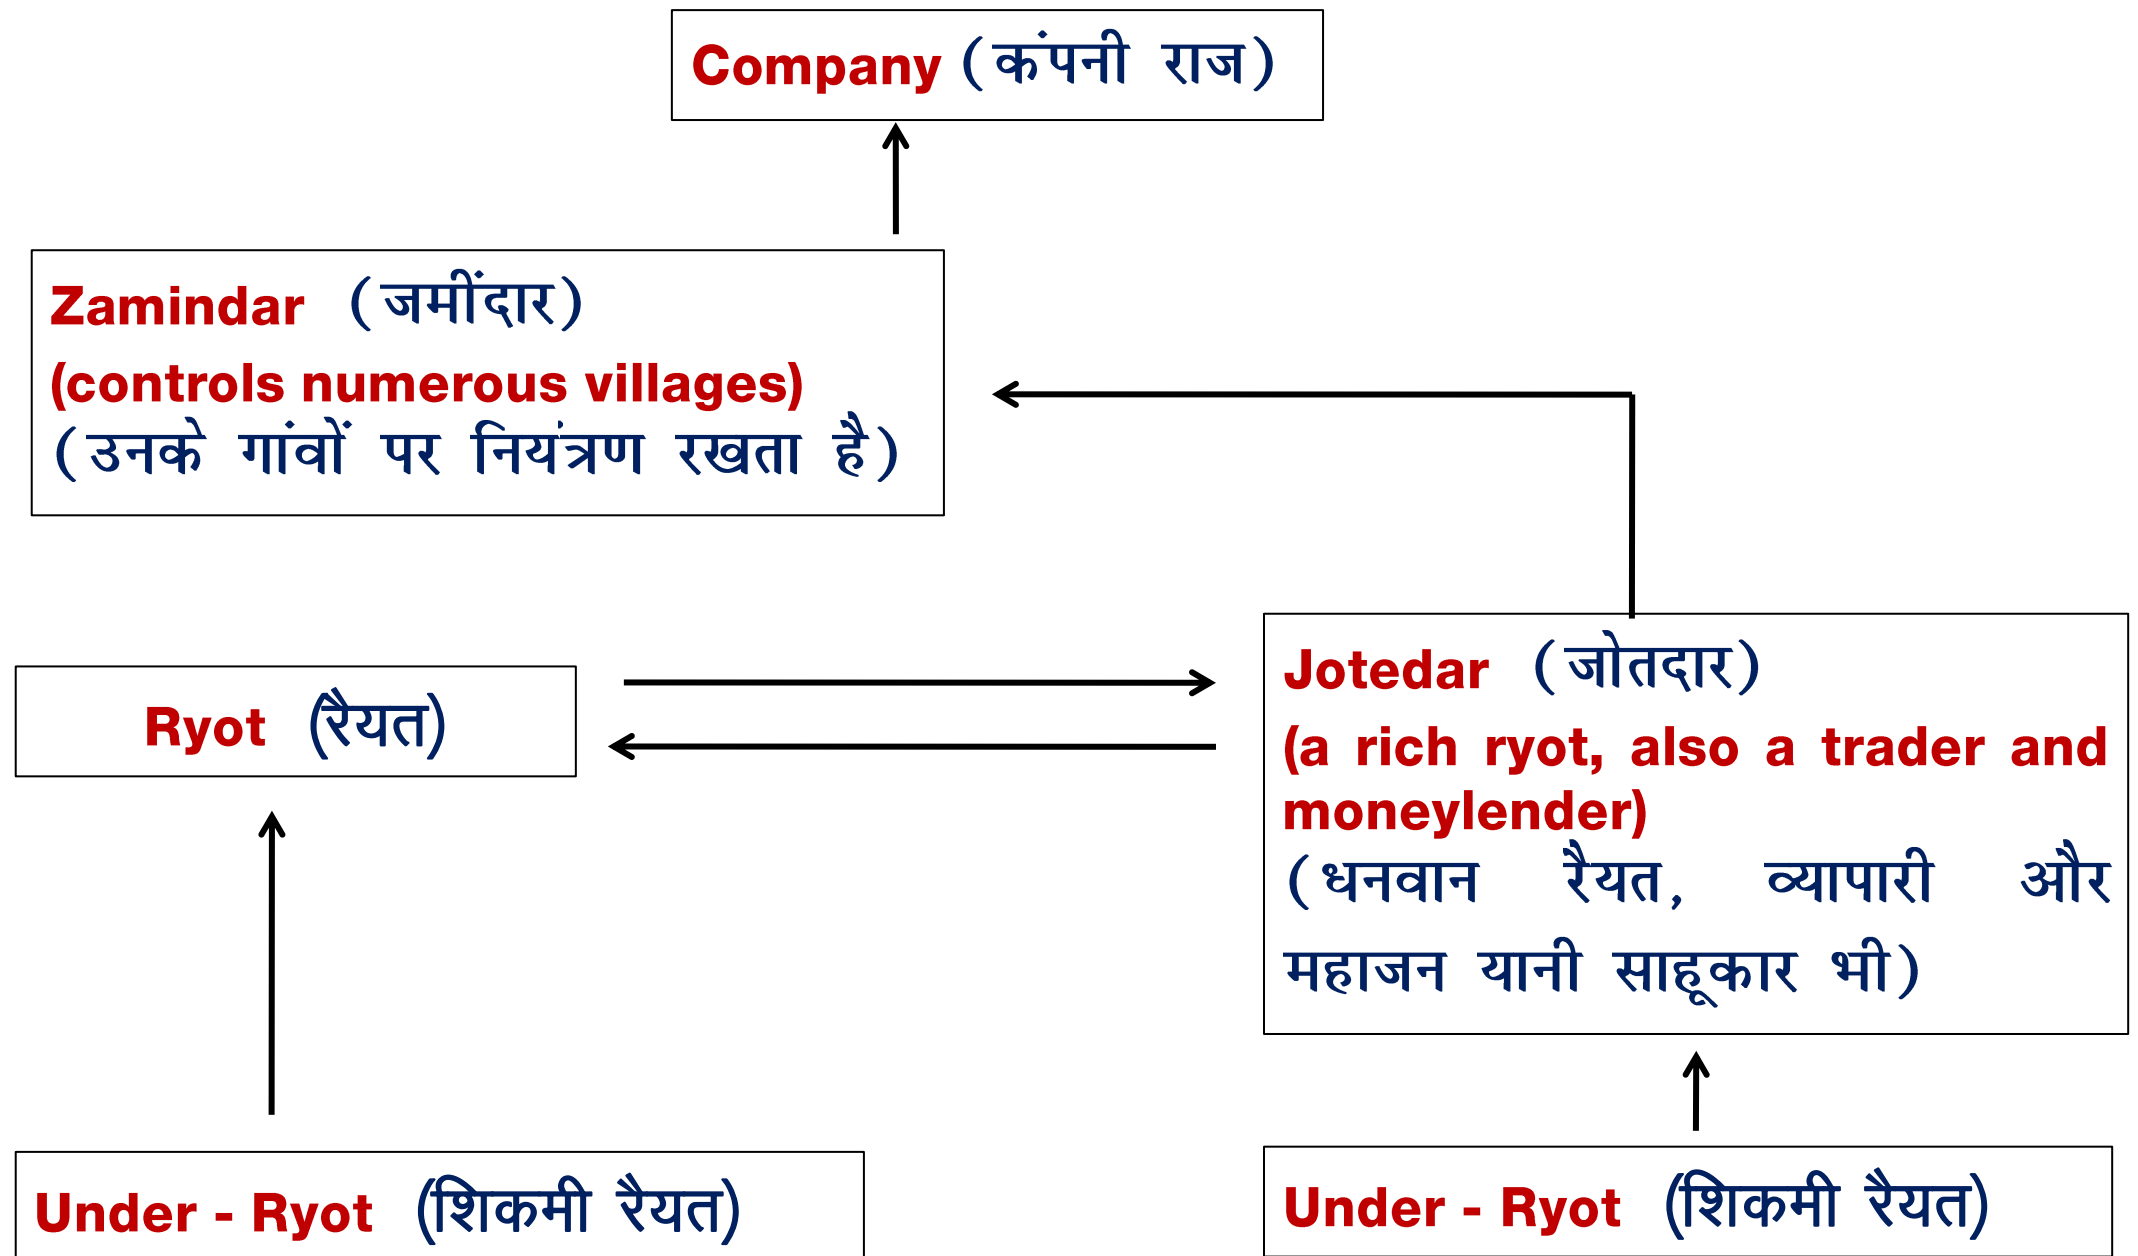 Company (कंपनी राज)
Zamindar (जमींदार)
(controls numerous villages)
(उनके गांवों पर नियंत्रण रखता है)
Ryot (रैयत)
Jotedar (जोतदार)
(a rich ryot, also a trader and
moneylender)
(धनवान रैयत, व्यापारी और
महाजन यानी साहूकार भी)
Under - Ryot (शिकमी रैयत)
Under - Ryot (शिकमी रैयत)